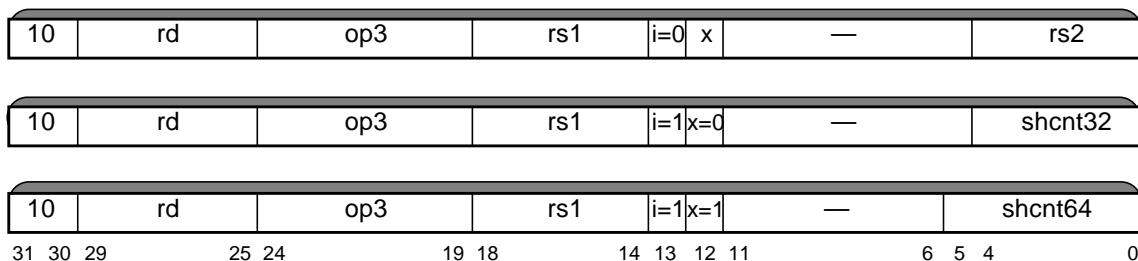 10 rd op3 rs1 i=0 x — rs2
10 rd op3 rs1 i=1 x=0 — shcnt32
10 rd op3 rs1 i=1 x=1 — shcnt64
31 30 29 25 24 19 18 14 13 12 11 6 5 4 0